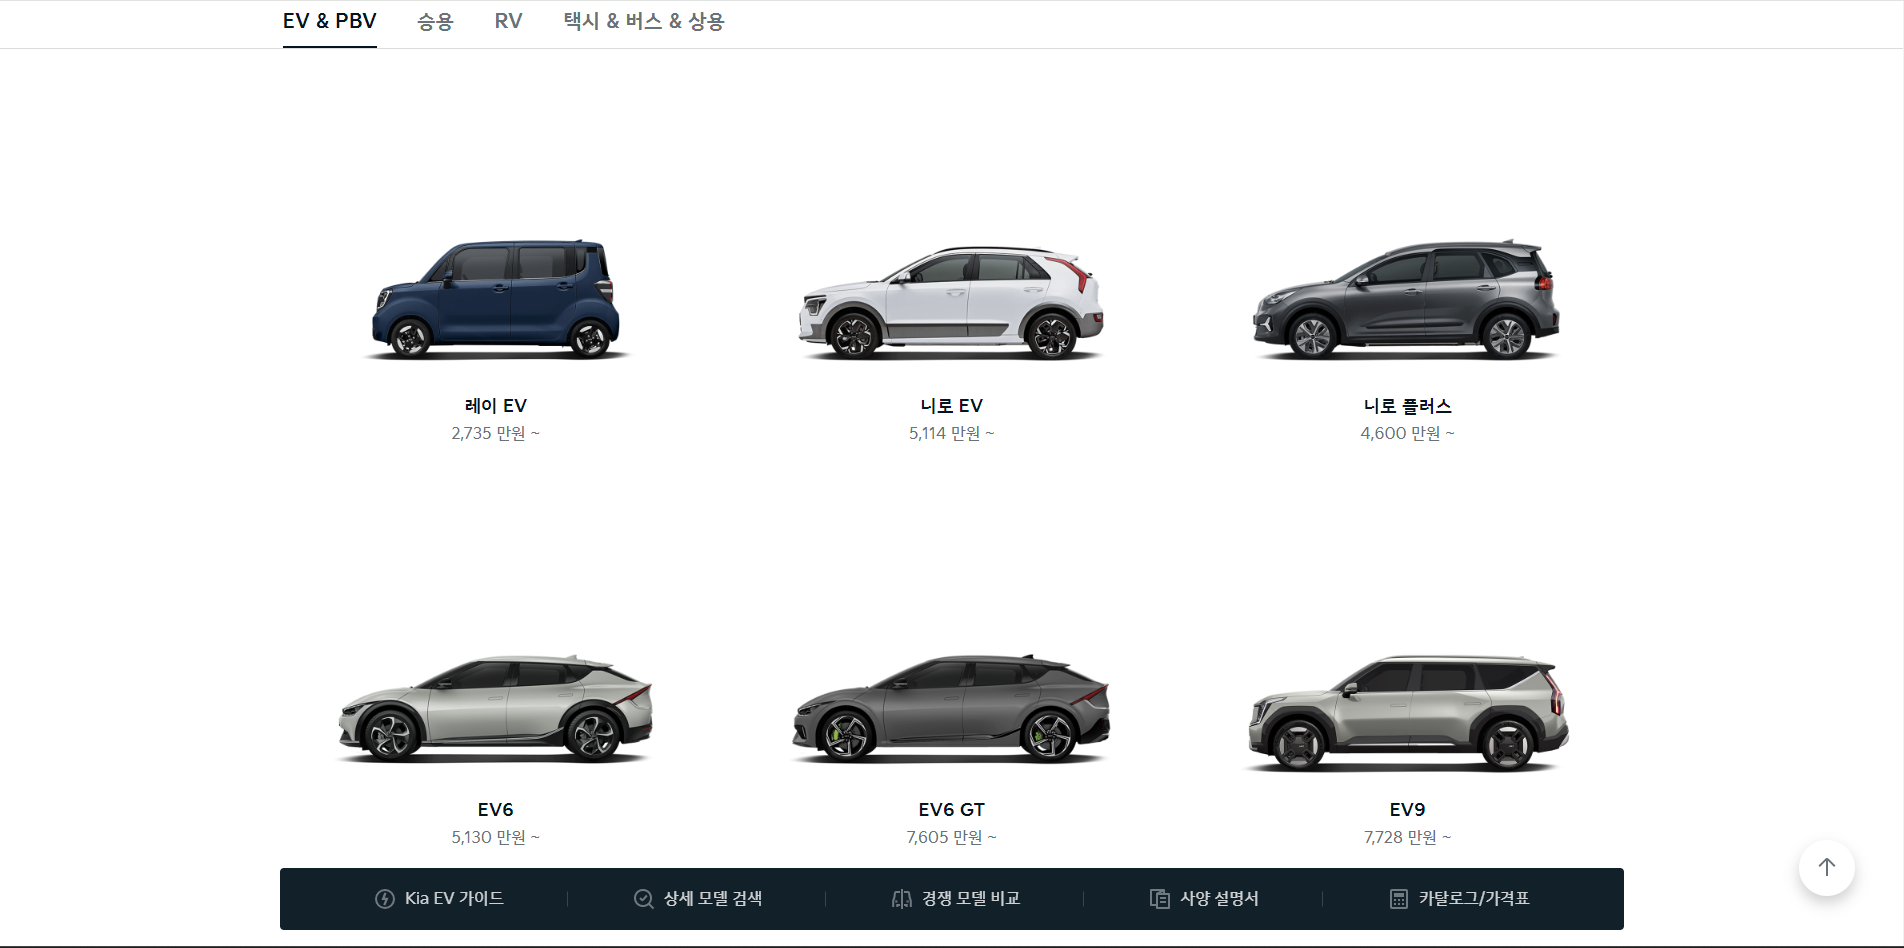 EV & PBV 승용 RV 택시 & 버스 & 상용
레이 EV 니로 EV 니로 플러스
2,735 만원 ~ 5,114 만원 ~ 4,600 만원 ~
EV6 EV6 GT EV9
5,130 만원 ~ 7,605 만원 ~ 7,728 만원 ~
Kia EV 가이드 상세 모델 검색 경쟁 모델 비교 사양 설명서 카탈로그/가격표